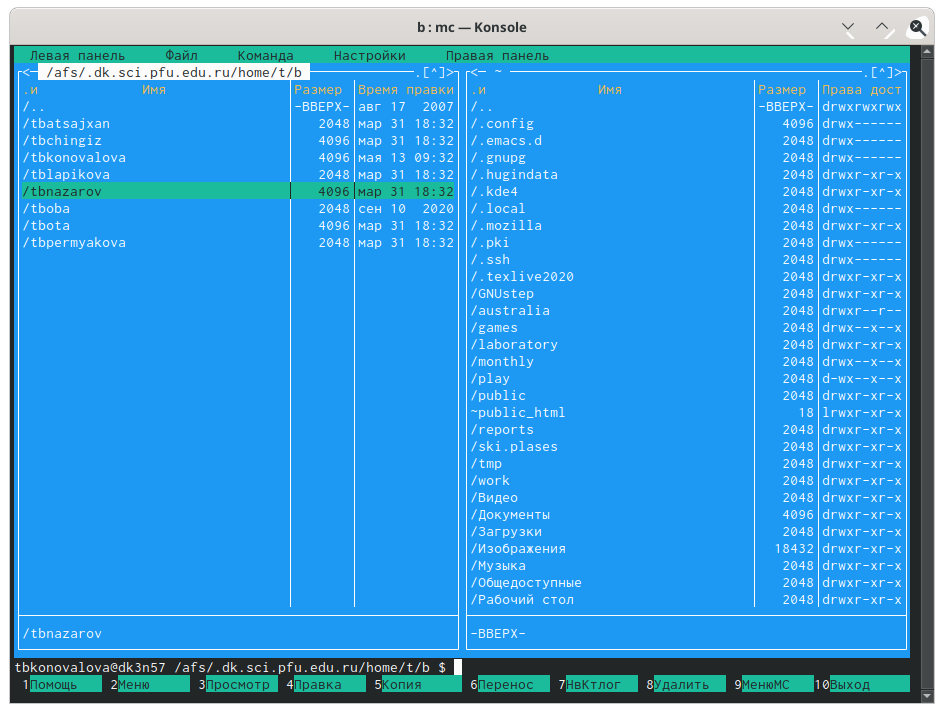 b : mc — Konsole
Левая панель Файл Команда Настройки Правая панель
<— /afs/.dk.sci.pfu.edu.ru/home/t/b .[^]>
.и Имя Размер Время правки
/.. -ВВЕРХ- авг 17 2007
/tbatsajxan 2048 мар 31 18:32
/tbchingiz 4096 мар 31 18:32
/tbkonovalova 4096 мая 13 09:32
/tblapikova 2048 мар 31 18:32
/tbnazarov 4096 мар 31 18:32
/tboba 2048 сен 10 2020
/tbota 4096 мар 31 18:32
/tbpermyakova 2048 мар 31 18:32
/tbnazarov
<— ~ .[^]>
.и Имя Размер Права дост
/.. -ВВЕРХ- drwxrwxrwx
/.config 4096 drwx------
/.emacs.d 2048 drwx------
/.gnupg 2048 drwx------
/.hugindata 2048 drwxr-xr-x
/.kde4 2048 drwxr-xr-x
/.local 2048 drwx------
/.mozilla 2048 drwxr-xr-x
/.pki 2048 drwx------
/.ssh 2048 drwx------
/.texlive2020 2048 drwxr-xr-x
/GNUstep 2048 drwxr-xr-x
/australia 2048 drwxr--r--
/games 2048 drwx--x--x
/laboratory 2048 drwxr-xr-x
/monthly 2048 drwx--x--x
/play 2048 d-wx--x--x
/public 2048 drwxr-xr-x
~public_html 18 lrwxr-xr-x
/reports 2048 drwxr-xr-x
/ski.plases 2048 drwxr-xr-x
/tmp 2048 drwxr-xr-x
/work 2048 drwxr-xr-x
/Видео 2048 drwxr-xr-x
/Документы 4096 drwxr-xr-x
/Загрузки 2048 drwxr-xr-x
/Изображения 18432 drwxr-xr-x
/Музыка 2048 drwxr-xr-x
/Общедоступные 2048 drwxr-xr-x
/Рабочий стол 2048 drwxr-xr-x
-ВВЕРХ-
tbkonovalova@dk3n57 /afs/.dk.sci.pfu.edu.ru/home/t/b $
1Помощь 2Меню 3Просмотр 4Правка 5Копия 6Перенос 7НвКтлог 8Удалить 9МенюMC 10Выход